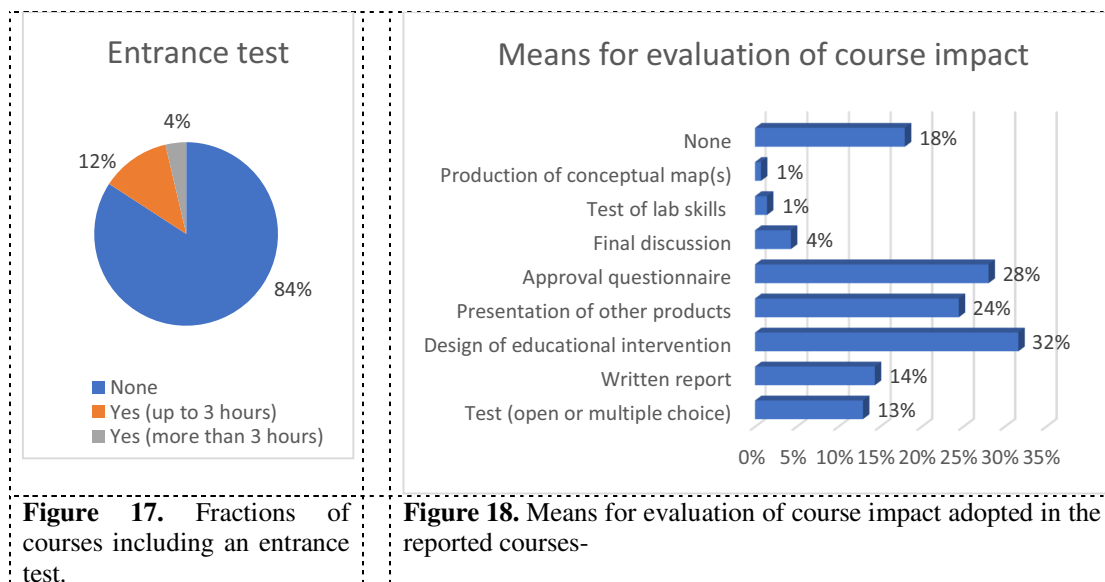 Entrance test
4%
12%
84%
None
Yes (up to 3 hours)
Yes (more than 3 hours)
Figure 17. Fractions of
courses including an entrance
test.
Means for evaluation of course impact
None
18%
Production of conceptual map(s)
1%
Test of lab skills
1%
Final discussion
4%
Approval questionnaire
28%
Presentation of other products
24%
Design of educational intervention
32%
Written report
14%
Test (open or multiple choice)
13%
0% 5% 10% 15% 20% 25% 30% 35%
Figure 18. Means for evaluation of course impact adopted in the
reported courses-